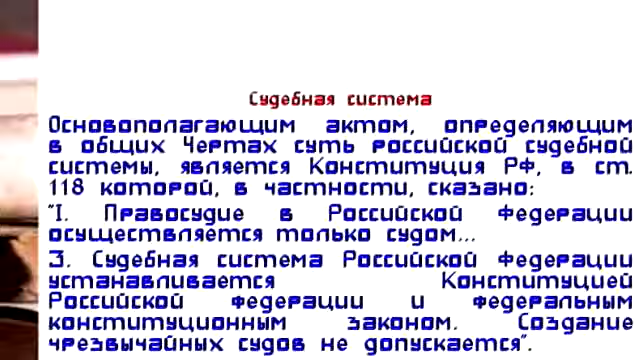 Судебная система
Основополагающим актом, определяющим
в общих Чертах суть российской судебной
системы, является Конституция РФ, в ст.
118 которой, в частности, сказано:
"1. Правосудие в Российской Федерации
осуществляется только судом...
3. Судебная система Российской Федерации
устанавливается Конституцией
Российской федерации и федеральным
конституционным законом. Создание
чрезвычайных судов не допускается".